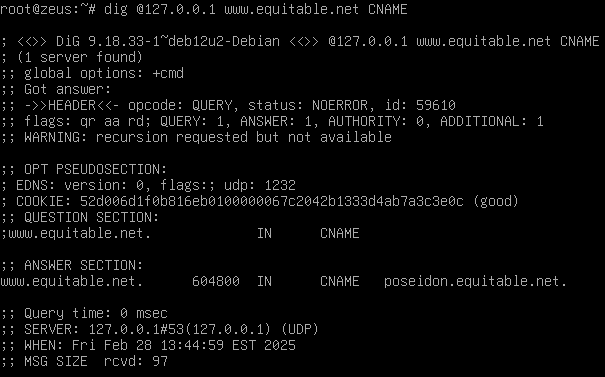 root@zeus:~# dig @127.0.0.1 www.equitable.net CNAME
; <<>> DiG 9.18.33-1~deb12u2-Debian <<>> @127.0.0.1 www.equitable.net CNAME
; (1 server found)
;; global options: +cmd
;; Got answer:
;; ->>HEADER<<- opcode: QUERY, status: NOERROR, id: 59610
;; flags: qr aa rd; QUERY: 1, ANSWER: 1, AUTHORITY: 0, ADDITIONAL: 1
;; WARNING: recursion requested but not available
;; OPT PSEUDOSECTION:
; EDNS: version: 0, flags:; udp: 1232
; COOKIE: 52d006d1f0b816eb0100000067c2042b1333d4ab7a3c3e0c (good)
;; QUESTION SECTION:
;www.equitable.net. IN CNAME
;; ANSWER SECTION:
www.equitable.net. 604800 IN CNAME poseidon.equitable.net.
;; Query time: 0 msec
;; SERVER: 127.0.0.1#53(127.0.0.1) (UDP)
;; WHEN: Fri Feb 28 13:44:59 EST 2025
;; MSG SIZE rcvd: 97